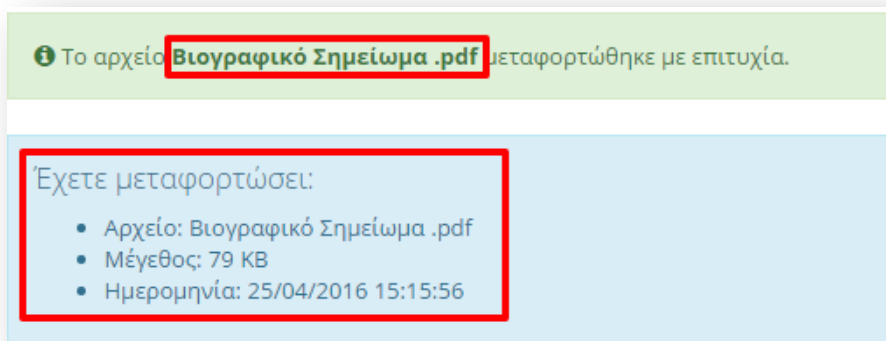 Το αρχείο Βιογραφικό Σημείωμα .pdf μεταφορτώθηκε με επιτυχία.
Έχετε μεταφορτώσει:
• Αρχείο: Βιογραφικό Σημείωμα .pdf
• Μέγεθος: 79 KB
• Ημερομηνία: 25/04/2016 15:15:56